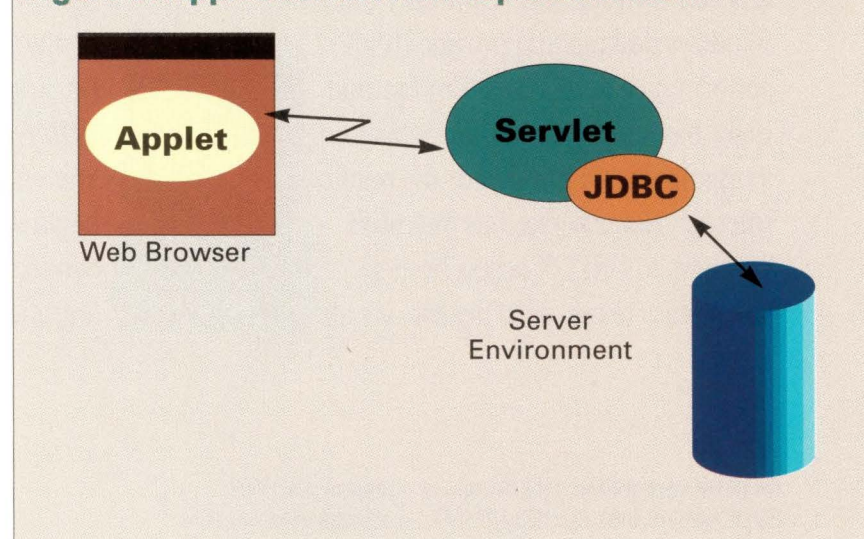 Applet
Web Browser
Servlet
JDBC
Server
Environment